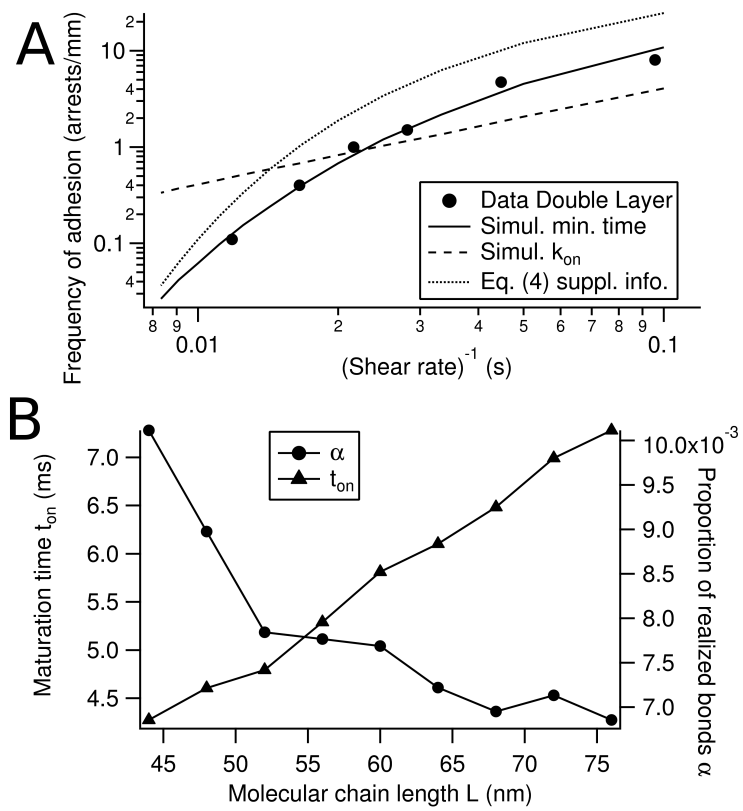 A
Frequency of adhesion (arrests/mm)
2
10
4
2
1
4
2
0.1
4
Data Double Layer
Simul. min. time
Simul. kon
Eq. (4) suppl. info.
8 9 0.01 2 3 4 5 6 7 8 9 0.1
(Shear rate)-1 (s)
B
Maturation time ton (ms)
7.0
6.5
6.0
5.5
5.0
4.5
α
ton
10.0x10-3
9.5
9.0
8.5
8.0
7.5
7.0
Proportion of realized bonds α
45 50 55 60 65 70 75
Molecular chain length L (nm)